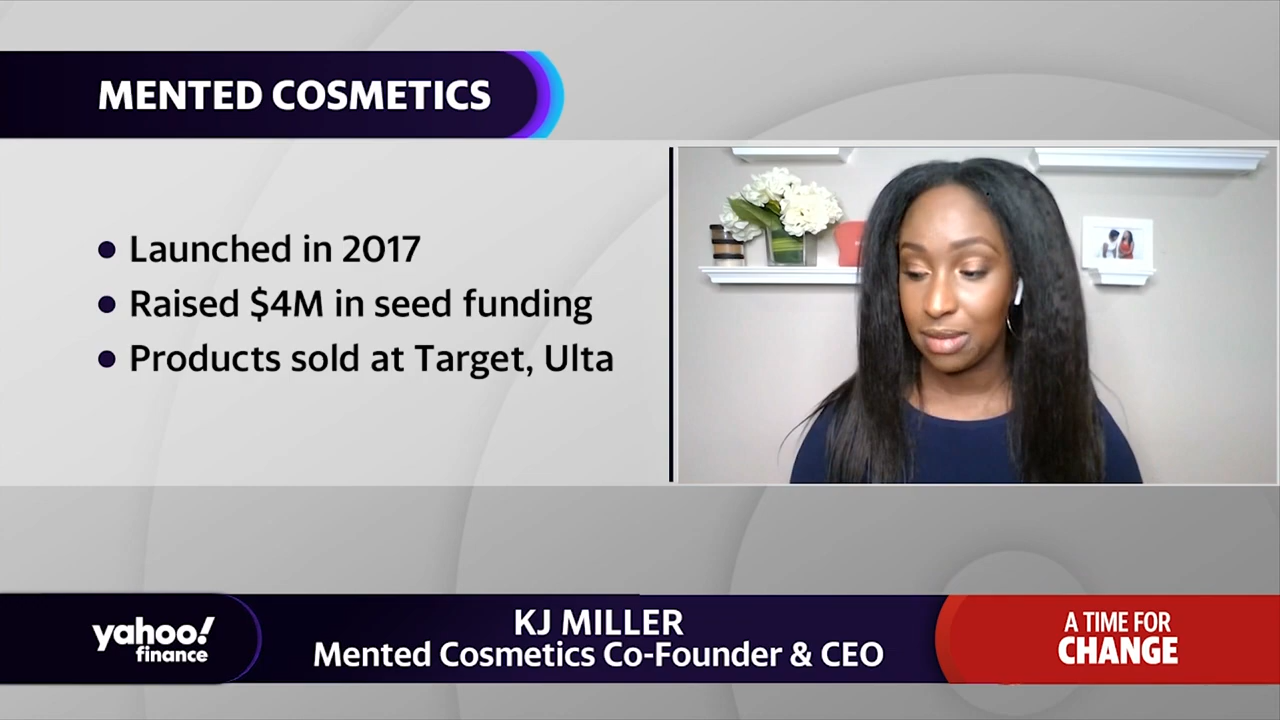 MENTED COSMETICS
Launched in 2017
Raised $4M in seed funding
Products sold at Target, Ulta
yahoo!
finance
KJ MILLER
Mented Cosmetics Co-Founder & CEO
A TIME FOR
CHANGE